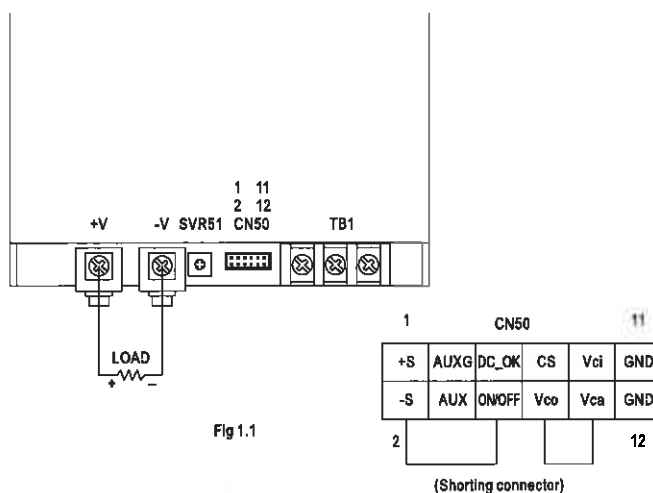 1 11
2 12
+V -V SVR51 CN50 TB1
LOAD
+ −
Fig 1.1
1 CN50 11
+S AUXG DC_OK CS Vci GND
-S AUX ON/OFF Vco Vca GND
2 12
(Shorting connector)